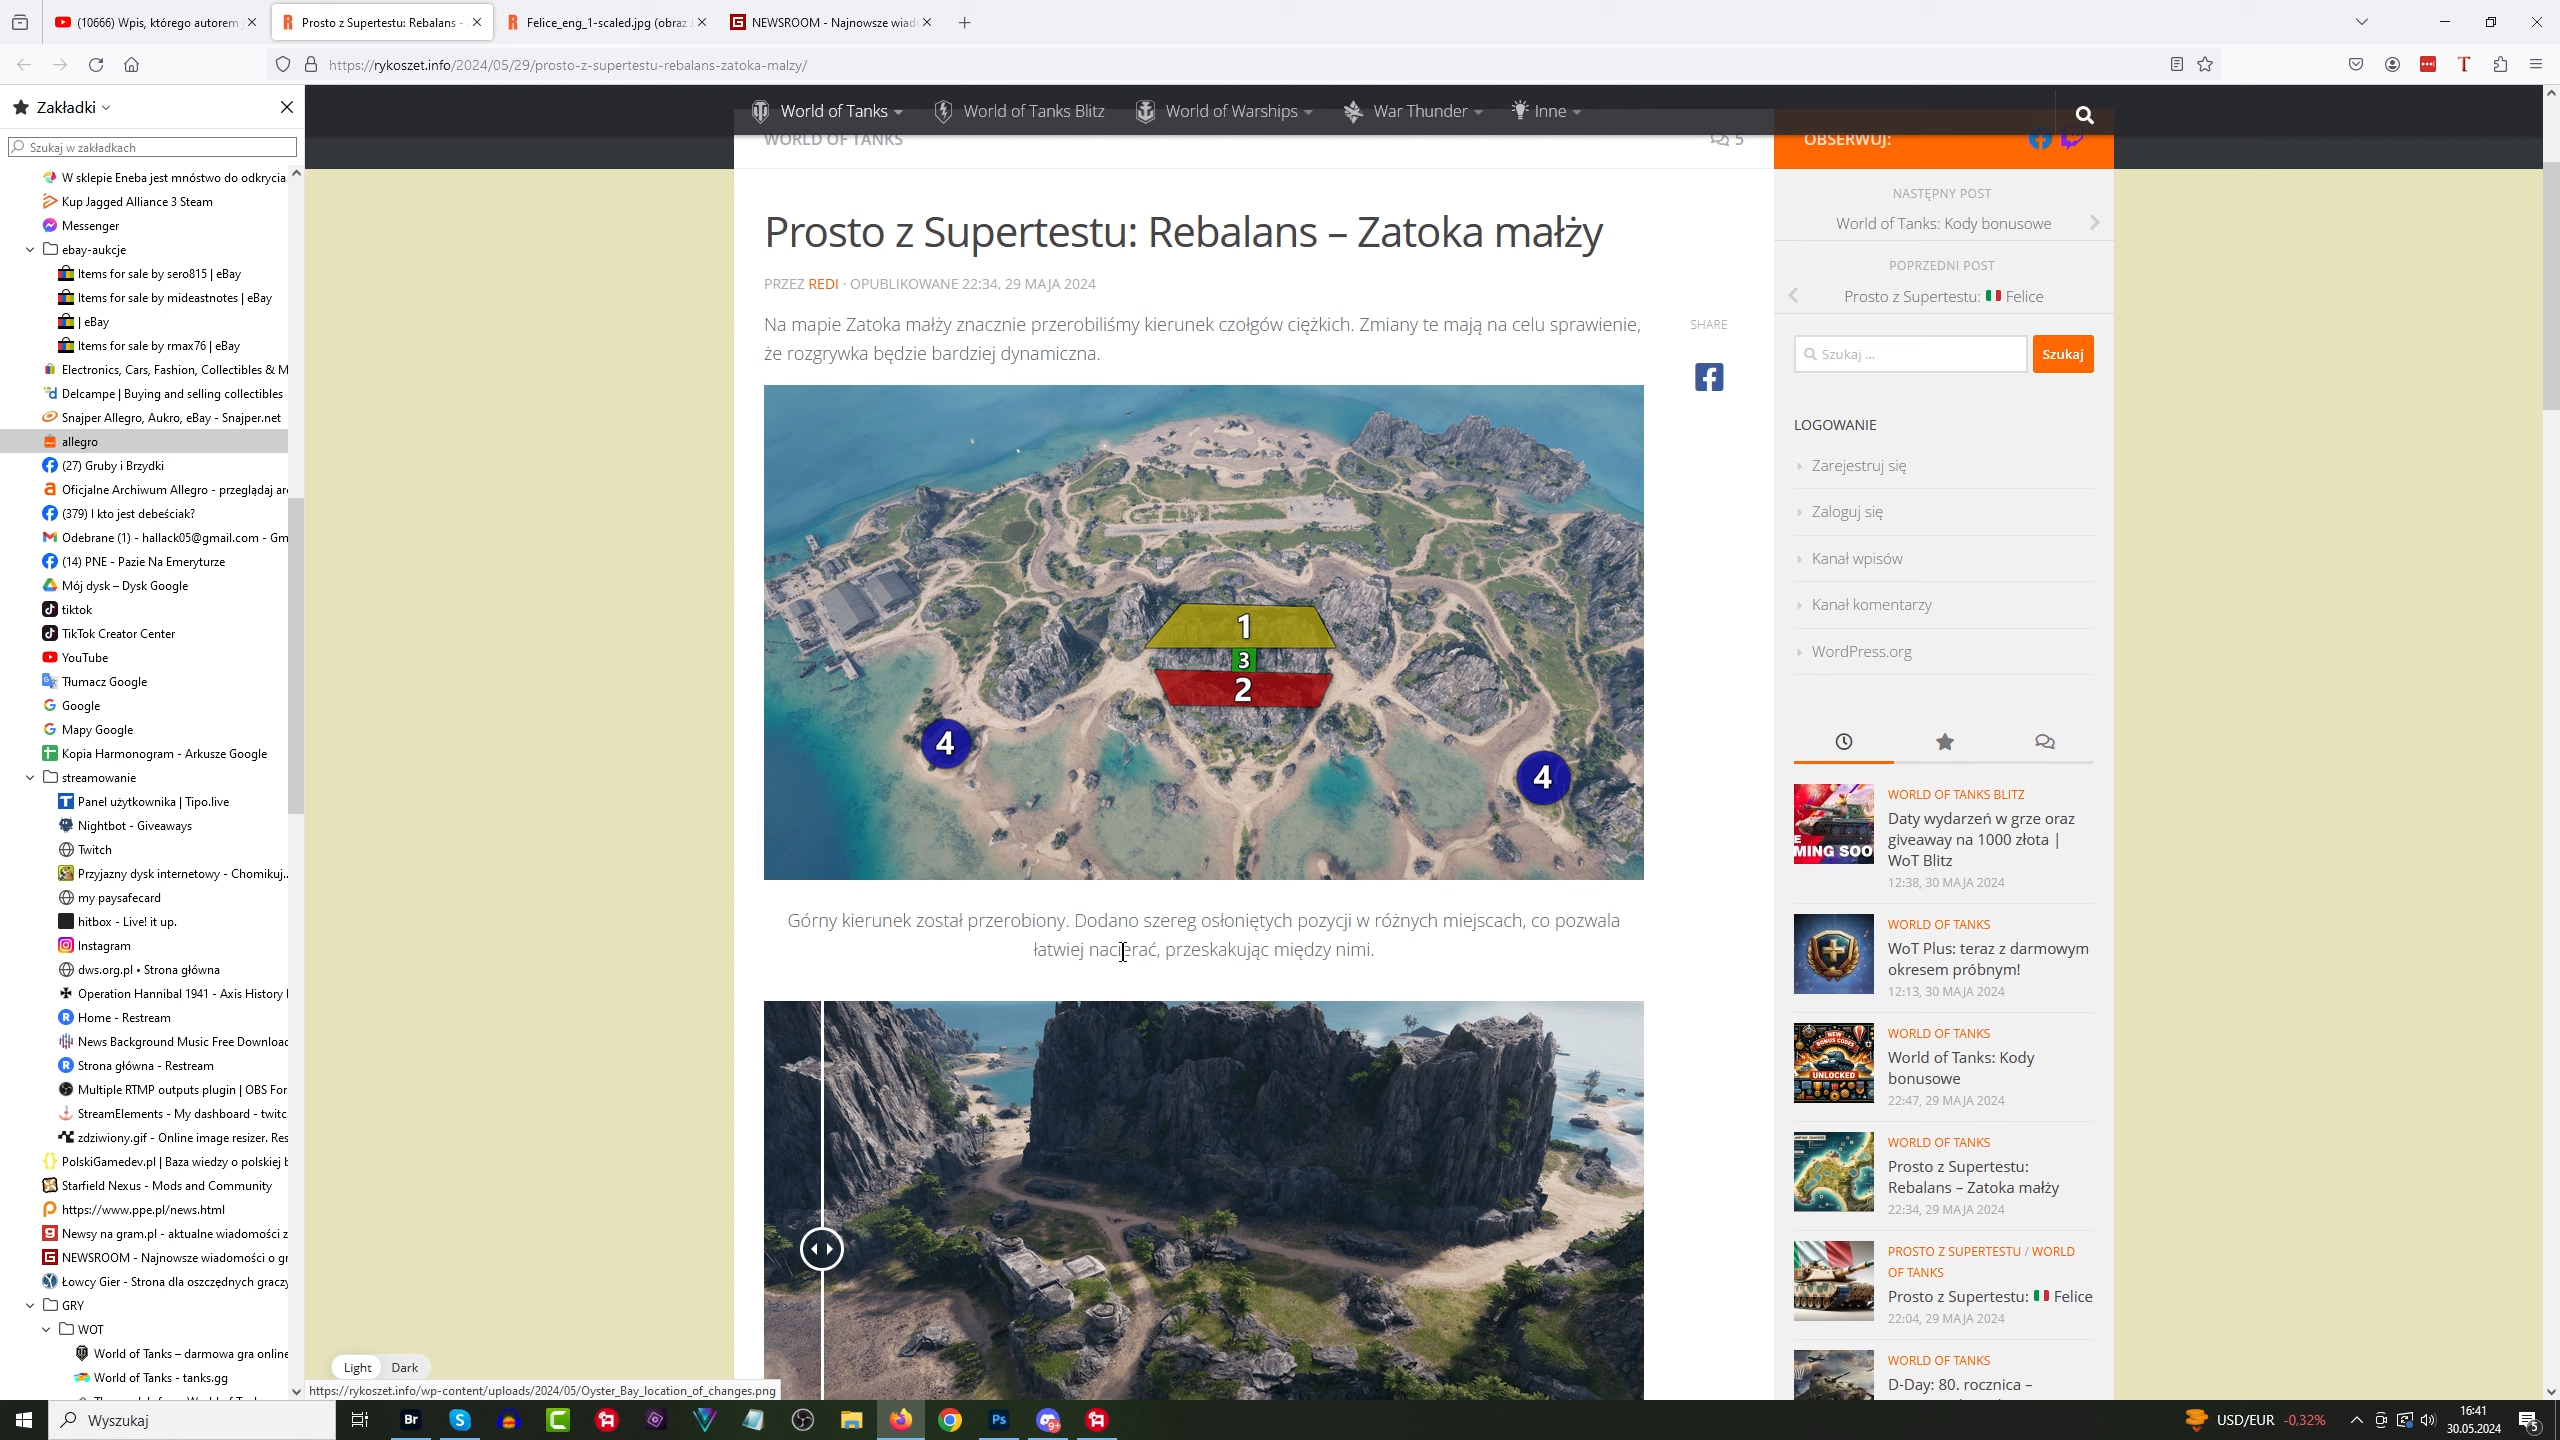 (10666) Wpis, którego autorem j
Prosto z Supertestu: Rebalans -
Felice_eng_1-scaled.jpg (obraz J
NEWSROOM - Najnowsze wiad
https://rykoszet.info/2024/05/29/prosto-z-supertestu-rebalans-zatoka-malzy/
Zakładki
Szukaj w zakładkach
W sklepie Eneba jest mnóstwo do odkrycia
Kup Jagged Alliance 3 Steam
Messenger
ebay-aukcje
Items for sale by sero815 | eBay
Items for sale by mideastnotes | eBay
| eBay
Items for sale by rmax76 | eBay
Electronics, Cars, Fashion, Collectibles & M
Delcampe | Buying and selling collectibles
Snajper Allegro, Aukro, eBay - Snajper.net
allegro
(27) Gruby i Brzydki
Oficjalne Archiwum Allegro - przeglądaj arc
(379) I kto jest debeściak?
Odebrane (1) - hallack05@gmail.com - Gm
(14) PNE - Pazie Na Emeryturze
Mój dysk – Dysk Google
tiktok
TikTok Creator Center
YouTube
Tłumacz Google
Google
Mapy Google
Kopia Harmonogram - Arkusze Google
streamowanie
Panel użytkownika | Tipo.live
Nightbot - Giveaways
Twitch
Przyjazny dysk internetowy - Chomikuj...
my paysafecard
hitbox - Live! it up.
Instagram
dws.org.pl • Strona główna
Operation Hannibal 1941 - Axis History F
Home - Restream
News Background Music Free Download
Strona główna - Restream
Multiple RTMP outputs plugin | OBS For
StreamElements - My dashboard - twitc
zdziwiony.gif - Online image resizer. Res
PolskiGamedev.pl | Baza wiedzy o polskiej b
Starfield Nexus - Mods and Community
https://www.ppe.pl/news.html
Newsy na gram.pl - aktualne wiadomości z
NEWSROOM - Najnowsze wiadomości o gr
Łowcy Gier - Strona dla oszczędnych graczy
GRY
WOT
World of Tanks – darmowa gra online
World of Tanks - tanks.gg
World of Tanks
World of Tanks Blitz
World of Warships
War Thunder
Inne
WORLD OF TANKS
5
Prosto z Supertestu: Rebalans – Zatoka małży
PRZEZ REDI · OPUBLIKOWANE 22:34, 29 MAJA 2024
Na mapie Zatoka małży znacznie przerobiliśmy kierunek czołgów ciężkich. Zmiany te mają na celu sprawienie,
że rozgrywka będzie bardziej dynamiczna.
SHARE
1
3
2
4
4
Górny kierunek został przerobiony. Dodano szereg osłoniętych pozycji w różnych miejscach, co pozwala
łatwiej nacierać, przeskakując między nimi.
OBSERWUJ:
NASTĘPNY POST
World of Tanks: Kody bonusowe
POPRZEDNI POST
Prosto z Supertestu: Felice
Szukaj ...
Szukaj
LOGOWANIE
Zarejestruj się
Zaloguj się
Kanał wpisów
Kanał komentarzy
WordPress.org
MING SOO
WORLD OF TANKS BLITZ
Daty wydarzeń w grze oraz
giveaway na 1000 złota |
WoT Blitz
12:38, 30 MAJA 2024
WORLD OF TANKS
WoT Plus: teraz z darmowym
okresem próbnym!
12:13, 30 MAJA 2024
UNLOCKED
WORLD OF TANKS
World of Tanks: Kody
bonusowe
22:47, 29 MAJA 2024
WORLD OF TANKS
Prosto z Supertestu:
Rebalans – Zatoka małży
22:34, 29 MAJA 2024
PROSTO Z SUPERTESTU / WORLD
OF TANKS
Prosto z Supertestu: Felice
22:04, 29 MAJA 2024
WORLD OF TANKS
D-Day: 80. rocznica –
Light Dark
https://rykoszet.info/wp-content/uploads/2024/05/Oyster_Bay_location_of_changes.png
Wyszukaj
Br
Ps
9+
USD/EUR -0,32%
16:41
30.05.2024
5